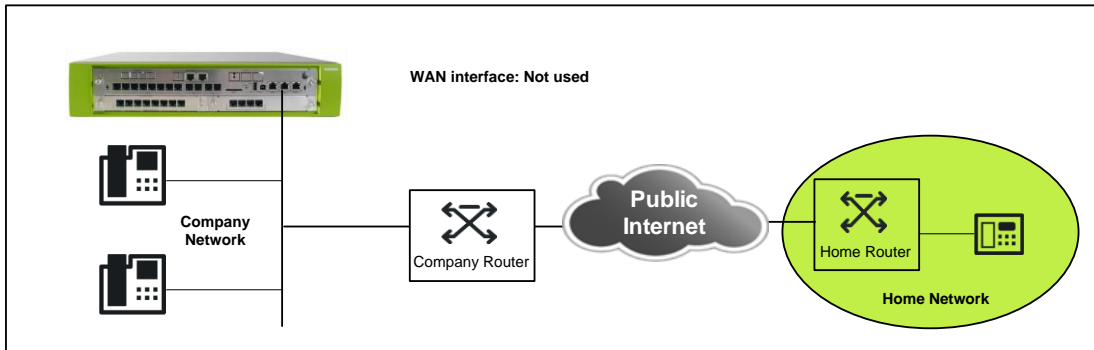 WAN interface: Not used
Company
Network
Company Router
Public
Internet
Home Router
Home Network